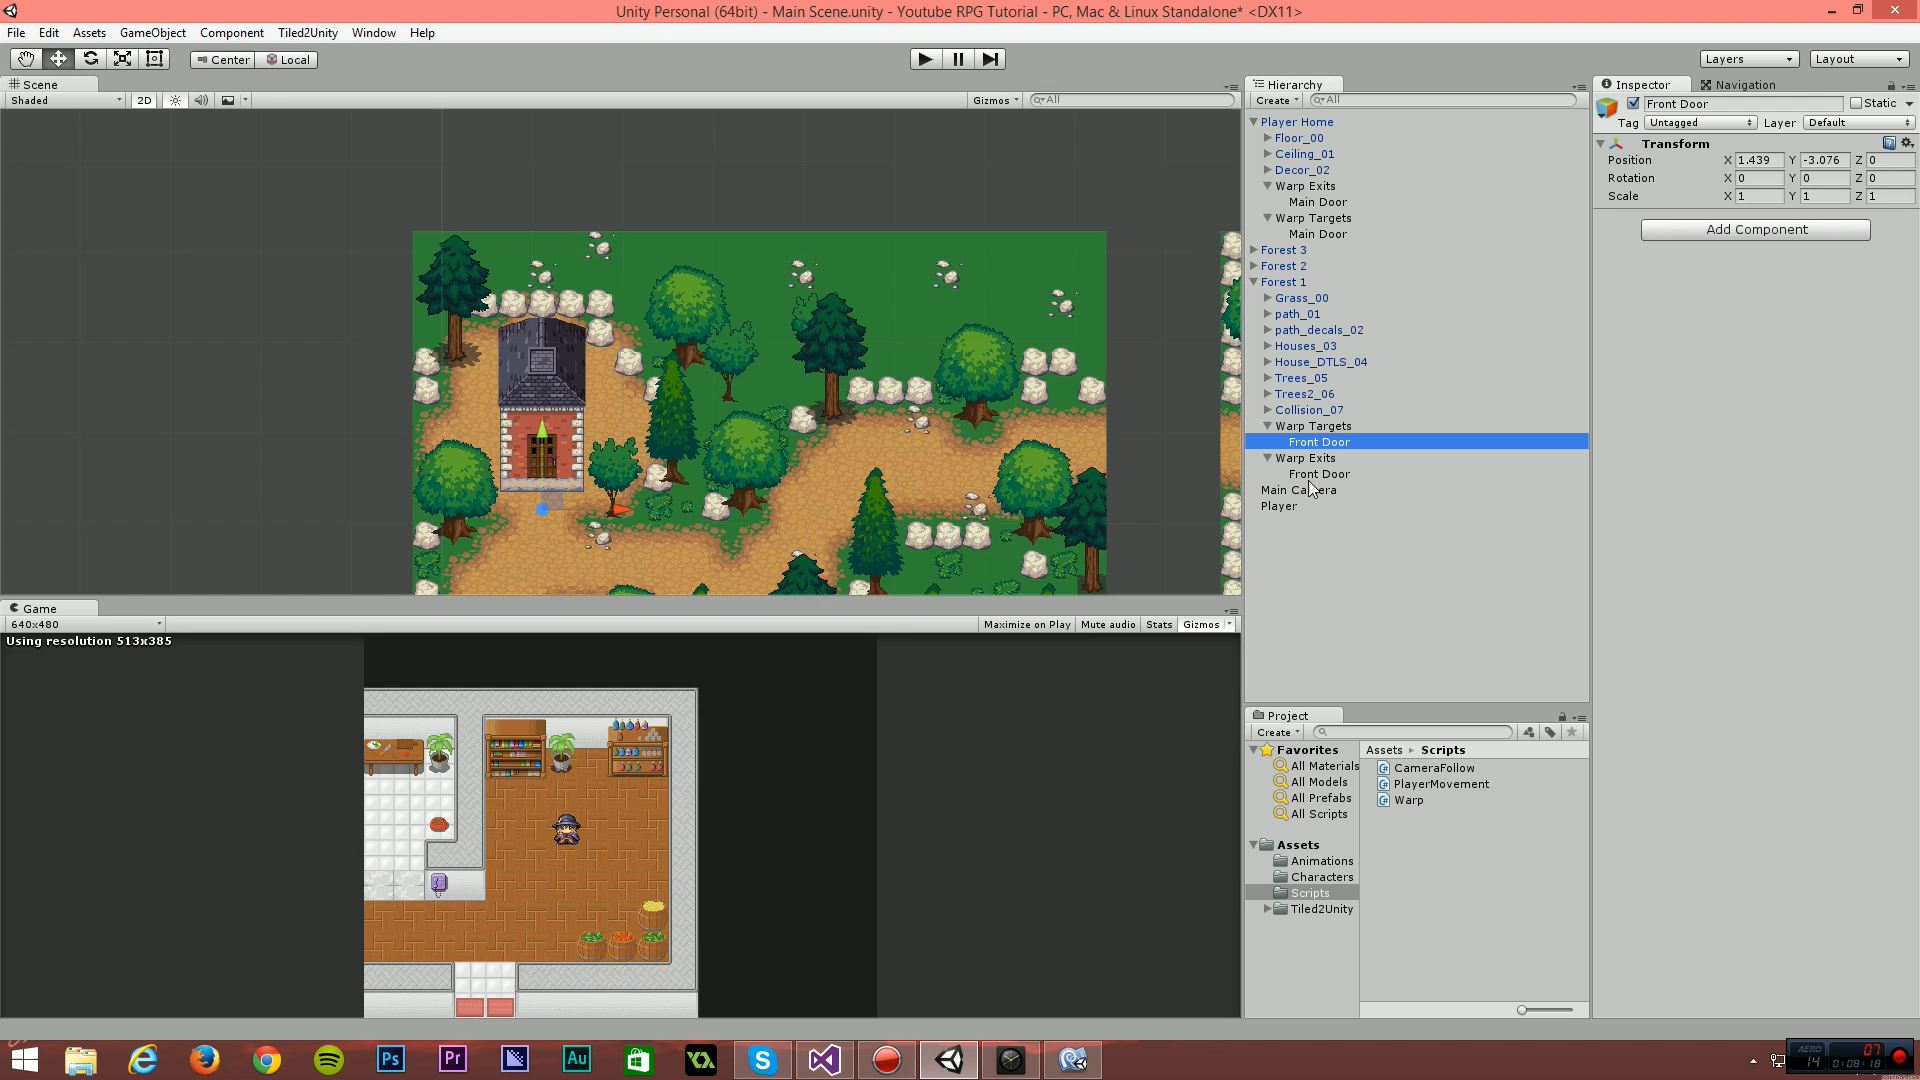 Unity Personal (64bit) - Main Scene.unity - Youtube RPG Tutorial - PC, Mac & Linux Standalone* <DX11>
File Edit Assets GameObject Component Tiled2Unity Window Help
Center Local
Layers Layout
Scene
Shaded 2D Gizmos All
Hierarchy
Create All
Player Home
Floor_00
Ceiling_01
Decor_02
Warp Exits
Main Door
Warp Targets
Main Door
Forest 3
Forest 2
Forest 1
Grass_00
path_01
path_decals_02
Houses_03
House_DTLS_04
Trees_05
Trees2_06
Collision_07
Warp Targets
Front Door
Warp Exits
Front Door
Main Camera
Player
Inspector Navigation
Front Door Static
Tag Untagged Layer Default
Transform
Position X 1.439 Y -3.076 Z 0
Rotation X 0 Y 0 Z 0
Scale X 1 Y 1 Z 1
Add Component
Game
640x480 Maximize on Play Mute audio Stats Gizmos
Using resolution 513x385
Project
Create
Favorites
All Materials
All Models
All Prefabs
All Scripts
Assets
Animations
Characters
Scripts
Tiled2Unity
Assets Scripts
CameraFollow
PlayerMovement
Warp
Ps Pr Au
AERO 14 07 0:08:18